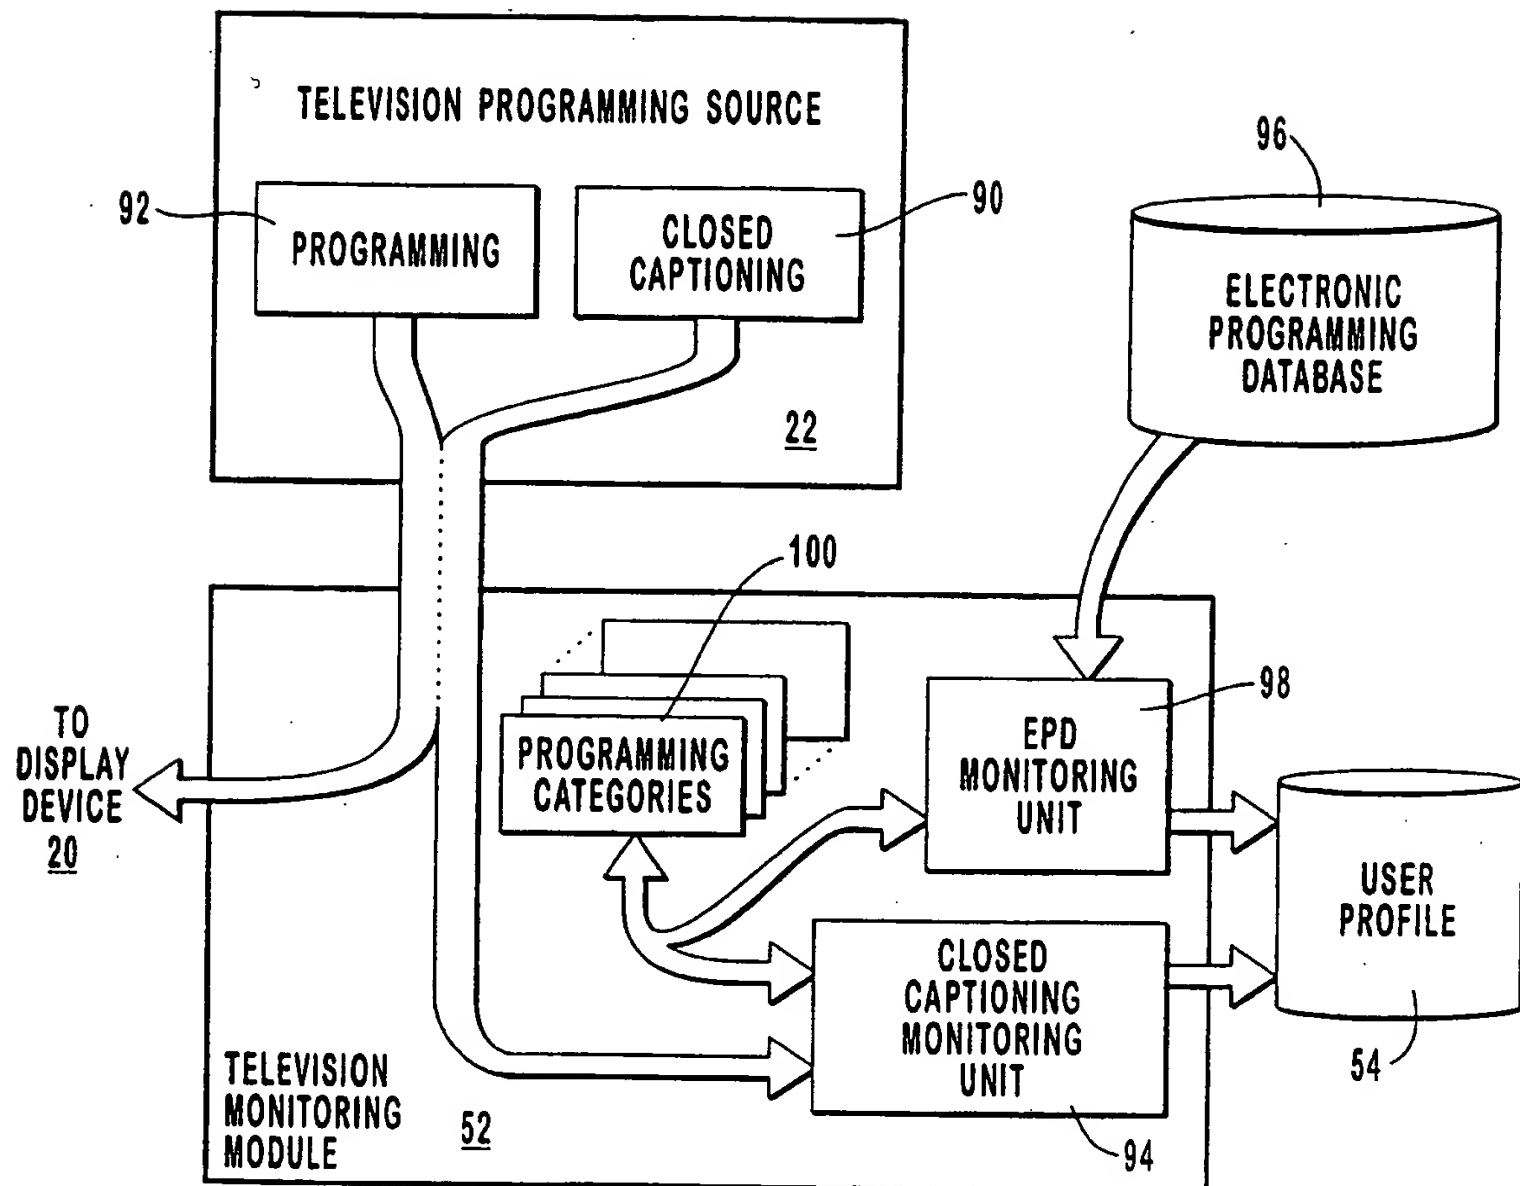 TELEVISION PROGRAMMING SOURCE
92
PROGRAMMING
CLOSED
CAPTIONING
90
22
96
ELECTRONIC
PROGRAMMING
DATABASE
100
PROGRAMMING
CATEGORIES
98
EPD
MONITORING
UNIT
TO
DISPLAY
DEVICE
20
USER
PROFILE
54
CLOSED
CAPTIONING
MONITORING
UNIT
94
TELEVISION
MONITORING
MODULE
52